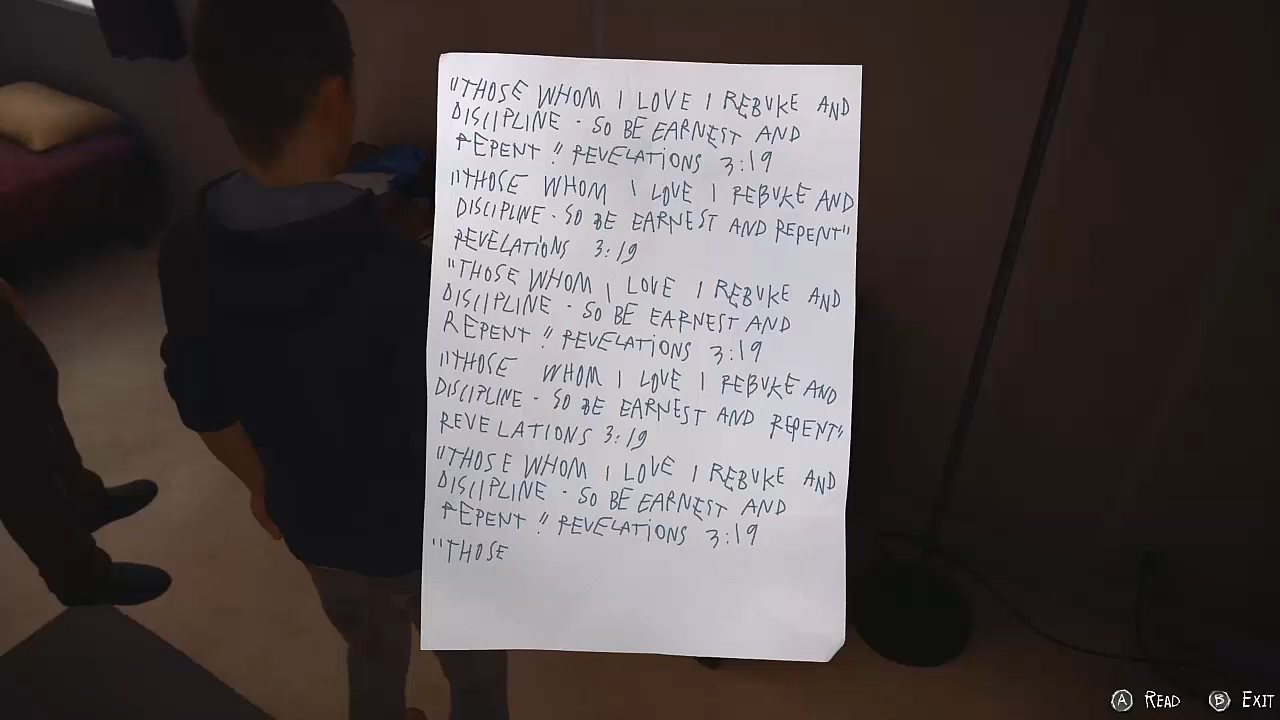 "THOSE WHOM I LOVE I REBUKE AND
DISCIPLINE - SO BE EARNEST AND
REPENT!" REVELATIONS 3:19
"THOSE WHOM I LOVE I REBUKE AND
DISCIPLINE - SO BE EARNEST AND REPENT"
REVELATIONS 3:19
"THOSE WHOM I LOVE I REBUKE AND
DISCIPLINE - SO BE EARNEST AND
REPENT!" REVELATIONS 3:19
"THOSE WHOM I LOVE I REBUKE AND
DISCIPLINE - SO BE EARNEST AND REPENT"
REVELATIONS 3:19
"THOSE WHOM I LOVE I REBUKE AND
DISCIPLINE - SO BE EARNEST AND
REPENT!" REVELATIONS 3:19
"THOSE
A READ B EXIT